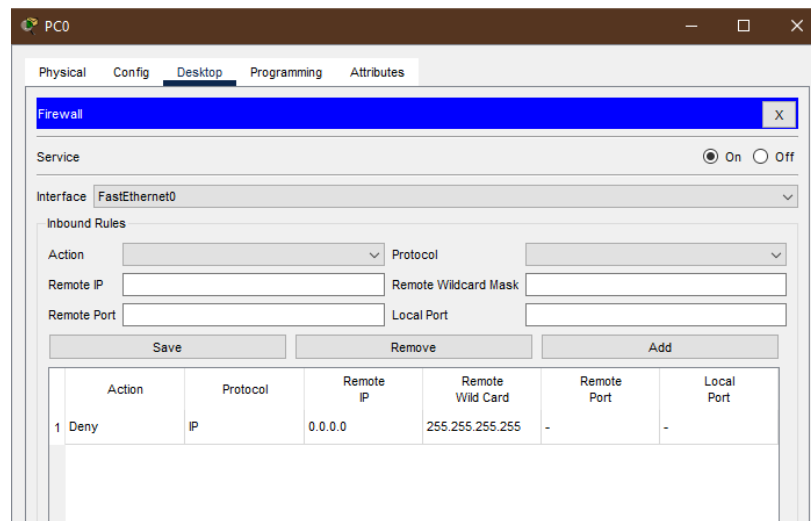 PC0
Physical Config Desktop Programming Attributes
Firewall X
Service On Off
Interface FastEthernet0
Inbound Rules
Action Protocol
Remote IP Remote Wildcard Mask
Remote Port Local Port
Save Remove Add
Action Protocol Remote IP Remote Wild Card Remote Port Local Port
1 Deny IP 0.0.0.0 255.255.255.255 - -